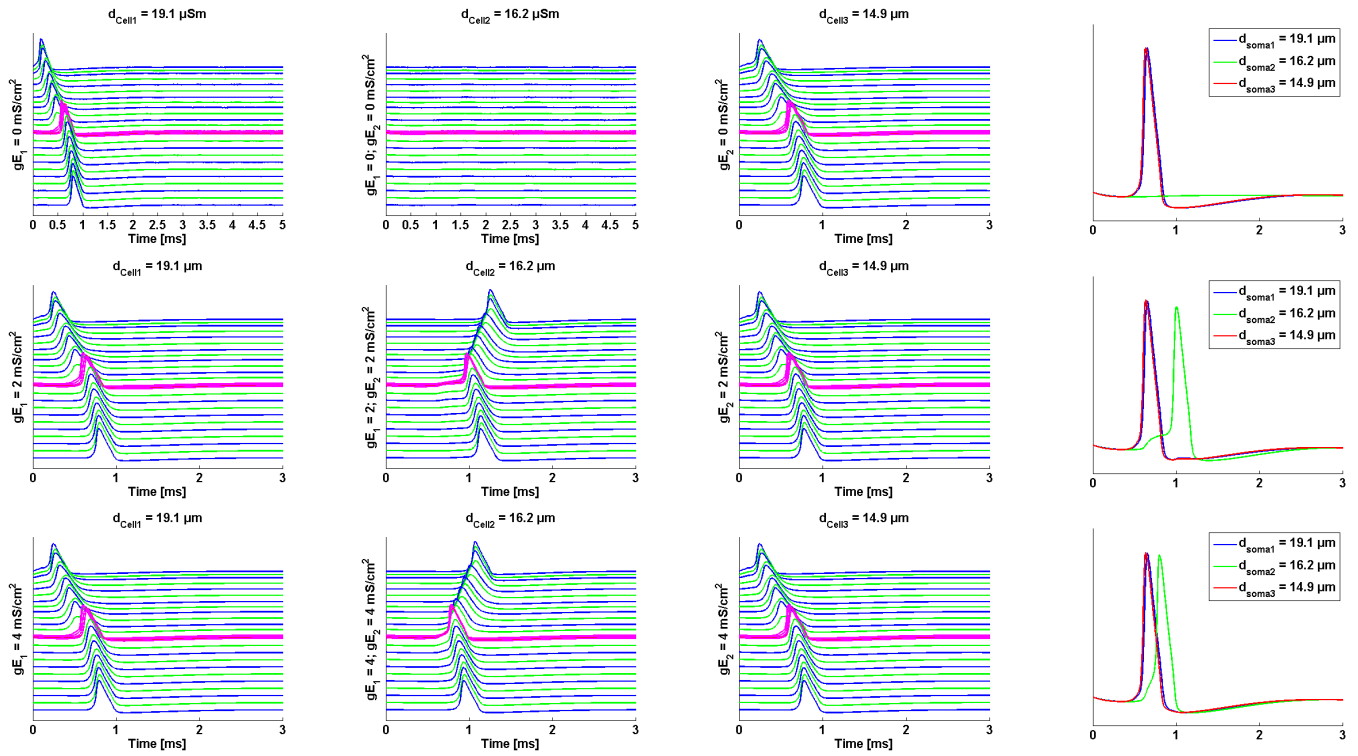 d_Cell1 = 19.1 µSm
d_Cell2 = 16.2 µSm
d_Cell3 = 14.9 µm
gE_1 = 0 mS/cm^2
0 0.5 1 1.5 2 2.5 3 3.5 4 4.5 5
Time [ms]
gE_1 = 0; gE_2 = 0 mS/cm^2
0 0.5 1 1.5 2 2.5 3 3.5 4 4.5 5
Time [ms]
gE_2 = 0 mS/cm^2
0 1 2 3
Time [ms]
d_soma1 = 19.1 µm
d_soma2 = 16.2 µm
d_soma3 = 14.9 µm
0 1 2 3
d_Cell1 = 19.1 µm
d_Cell2 = 16.2 µm
d_Cell3 = 14.9 µm
gE_1 = 2 mS/cm^2
0 1 2 3
Time [ms]
gE_1 = 2; gE_2 = 2 mS/cm^2
0 1 2 3
Time [ms]
gE_2 = 2 mS/cm^2
0 1 2 3
Time [ms]
d_soma1 = 19.1 µm
d_soma2 = 16.2 µm
d_soma3 = 14.9 µm
0 1 2 3
d_Cell1 = 19.1 µm
d_Cell2 = 16.2 µm
d_Cell3 = 14.9 µm
gE_1 = 4 mS/cm^2
0 1 2 3
Time [ms]
gE_1 = 4; gE_2 = 4 mS/cm^2
0 1 2 3
Time [ms]
gE_2 = 4 mS/cm^2
0 1 2 3
Time [ms]
d_soma1 = 19.1 µm
d_soma2 = 16.2 µm
d_soma3 = 14.9 µm
0 1 2 3